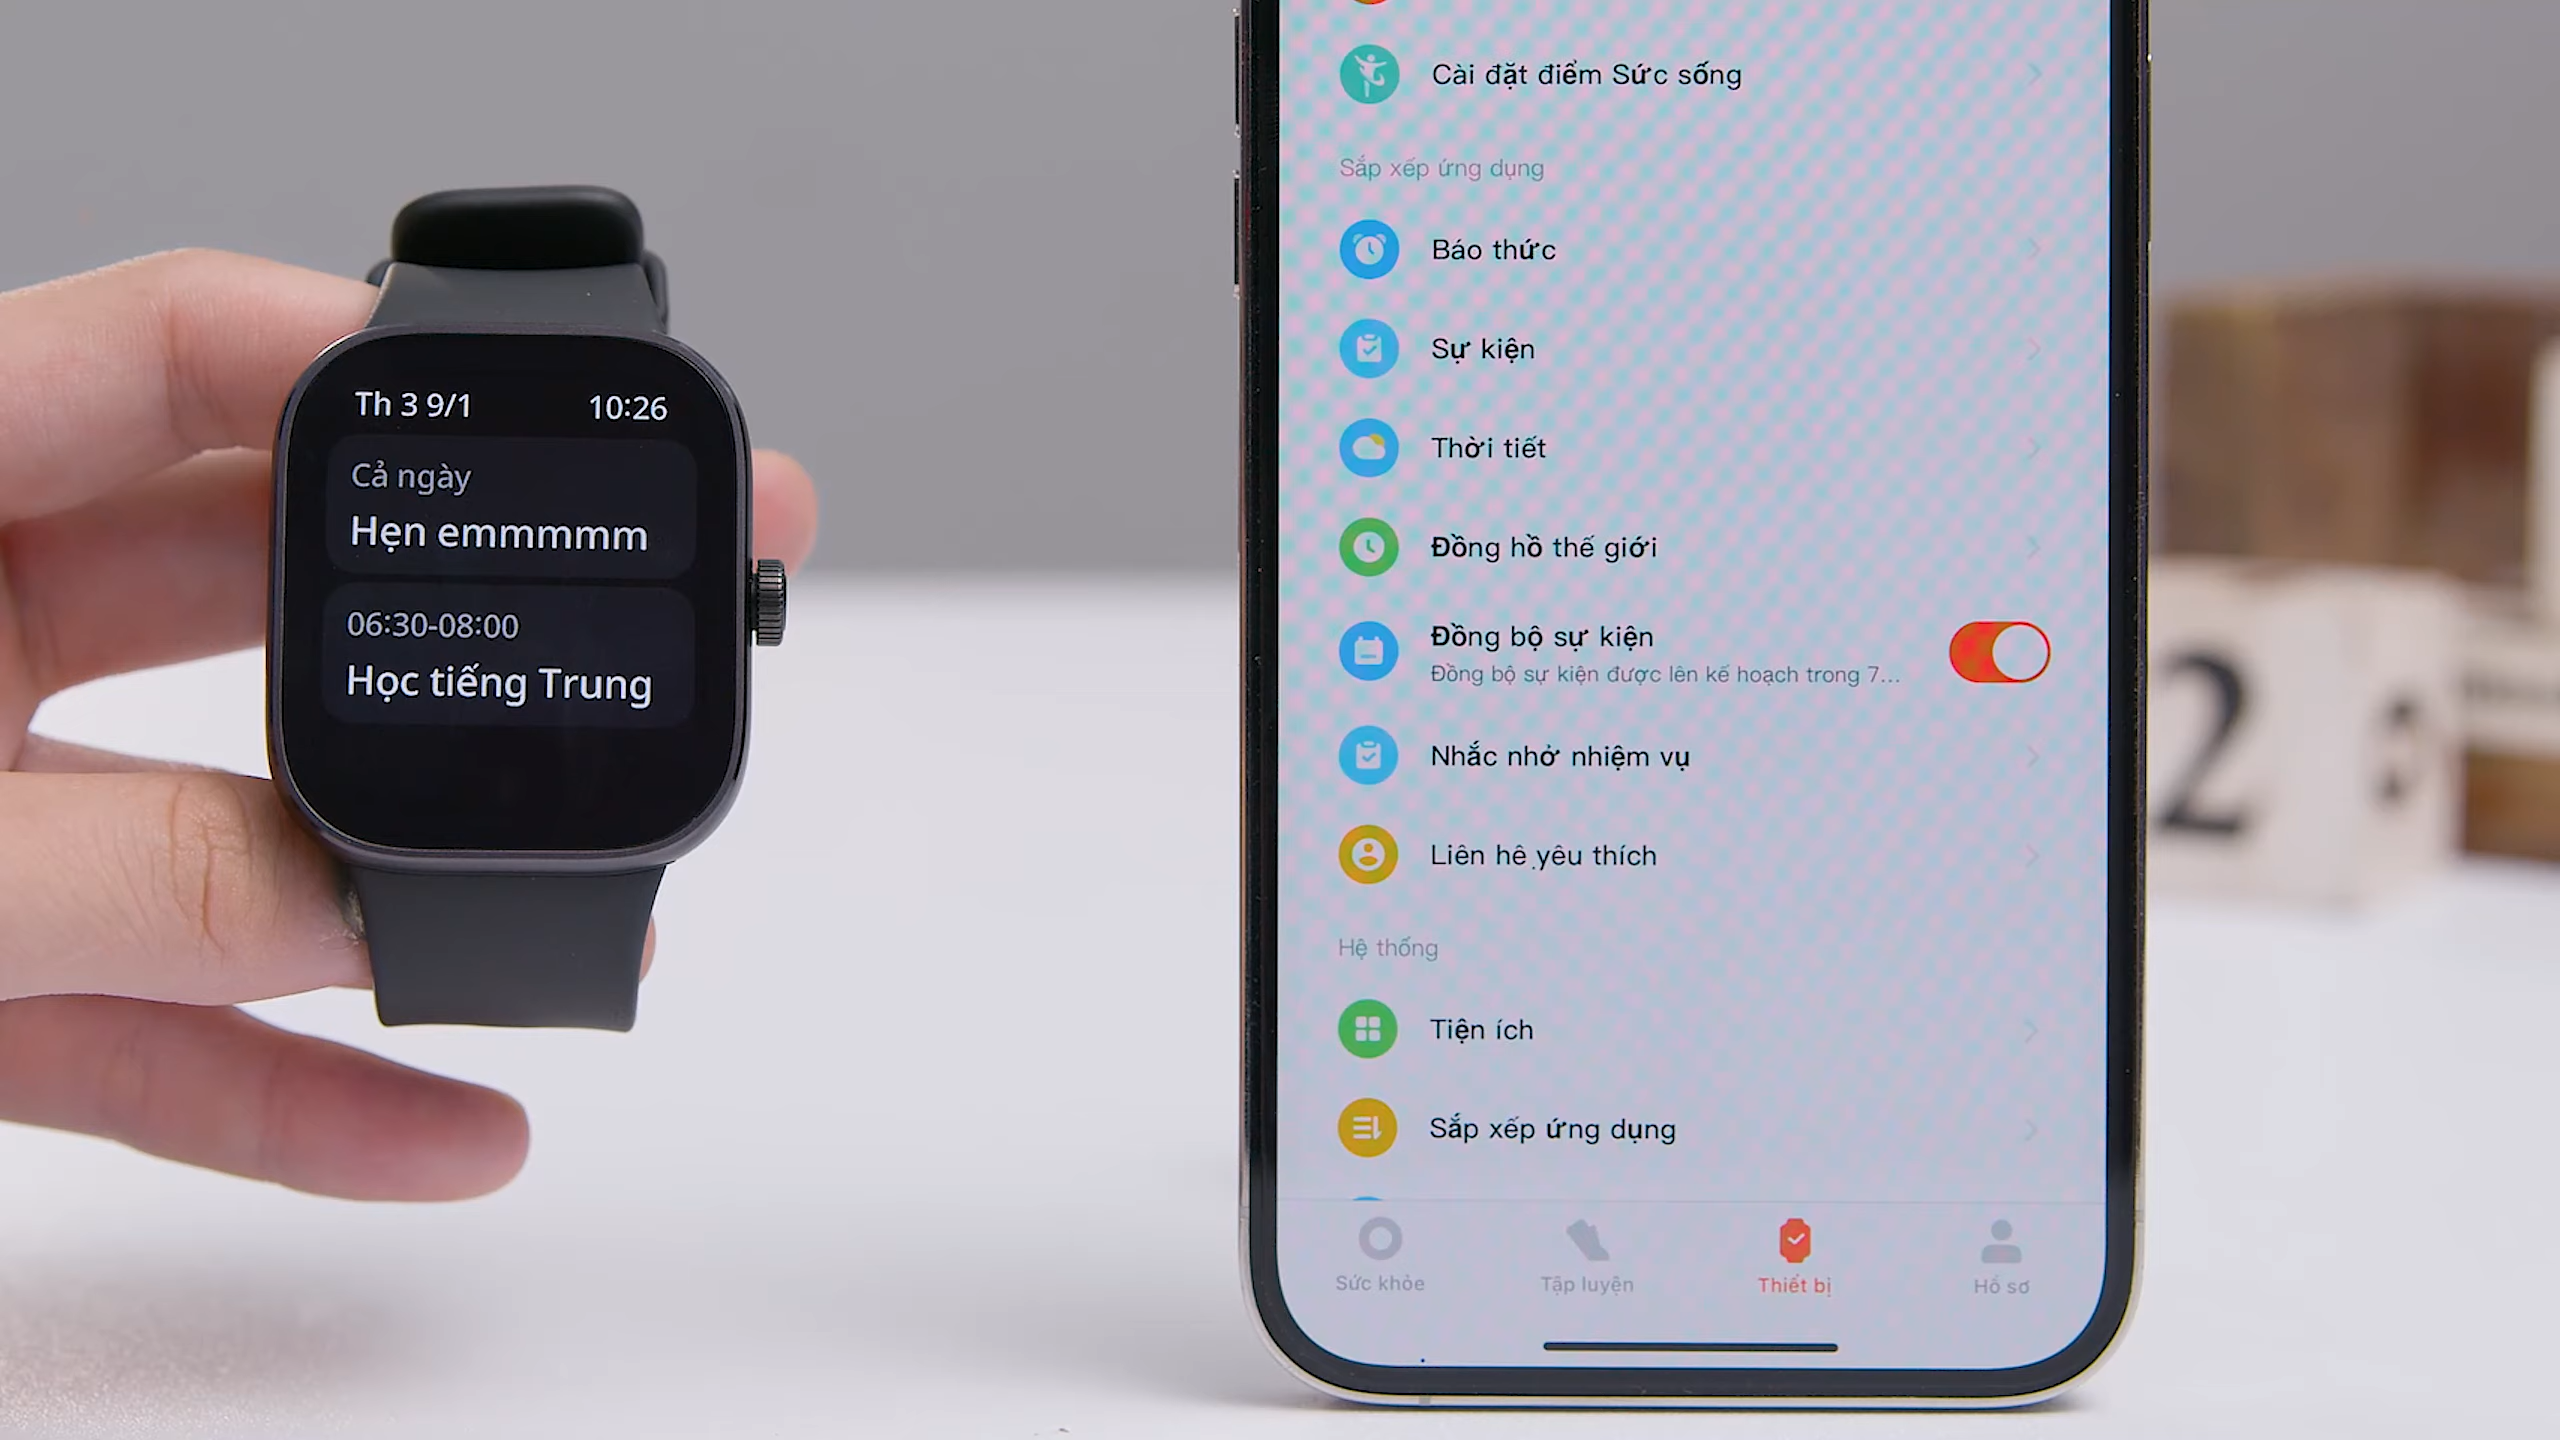 Th 3 9/1
10:26
Cả ngày
Hẹn emmmmm
06:30-08:00
Học tiếng Trung
Cài đặt điểm Sức sống
Sắp xếp ứng dụng
Báo thức
Sự kiện
Thời tiết
Đồng hồ thế giới
Đồng bộ sự kiện
Đồng bộ sự kiện được lên kế hoạch trong 7...
Nhắc nhở nhiệm vụ
Liên hệ yêu thích
Hệ thống
Tiện ích
Sắp xếp ứng dụng
Sức khỏe
Tập luyện
Thiết bị
Hồ sơ
2